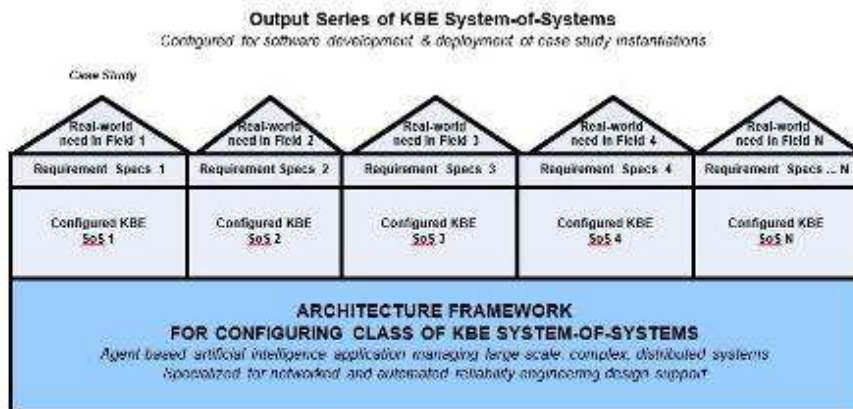 Output Series of KBE System-of-Systems
Configured for software development & deployment of case study instantiations
Case Study
Real-world
need in Field 1
Real-world
need in Field 2
Real-world
need in Field 3
Real-world
need in Field 4
Real-world
need in Field N
Requirement Specs 1
Requirement Specs 2
Requirement Specs 3
Requirement Specs 4
Requirement Specs ... N
Configured KBE
SoS 1
Configured KBE
SoS 2
Configured KBE
SoS 3
Configured KBE
SoS 4
Configured KBE
SoS N
ARCHITECTURE FRAMEWORK
FOR CONFIGURING CLASS OF KBE SYSTEM-OF-SYSTEMS
Agent-based artificial intelligence application managing large-scale, complex, distributed systems
Specialized for networked and automated reliability engineering design support